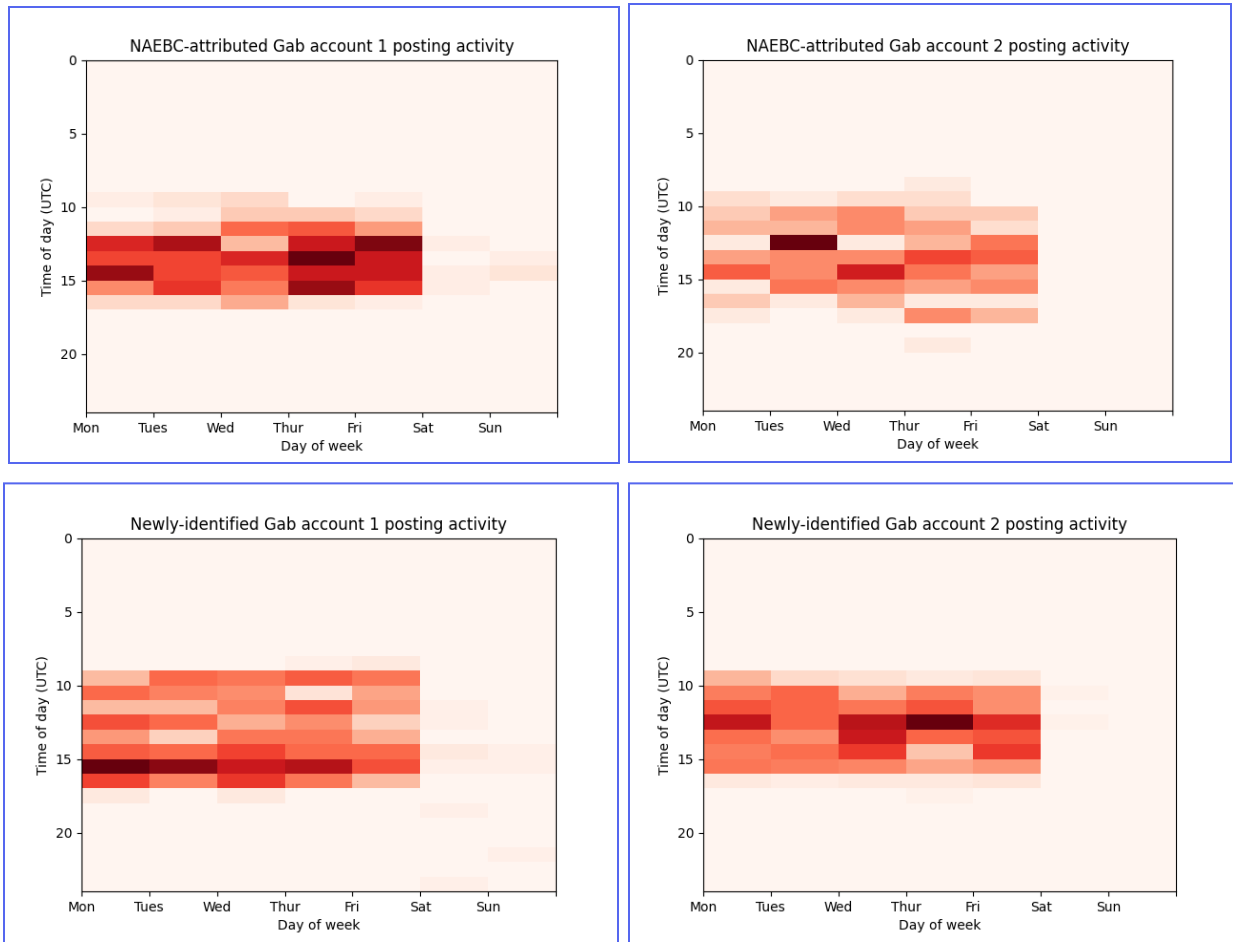 NAEBC-attributed Gab account 1 posting activity
0
5
10
15
20
Time of day (UTC)
Mon Tues Wed Thur Fri Sat Sun
Day of week
NAEBC-attributed Gab account 2 posting activity
0
5
10
15
20
Time of day (UTC)
Mon Tues Wed Thur Fri Sat Sun
Day of week
Newly-identified Gab account 1 posting activity
0
5
10
15
20
Time of day (UTC)
Mon Tues Wed Thur Fri Sat Sun
Day of week
Newly-identified Gab account 2 posting activity
0
5
10
15
20
Time of day (UTC)
Mon Tues Wed Thur Fri Sat Sun
Day of week